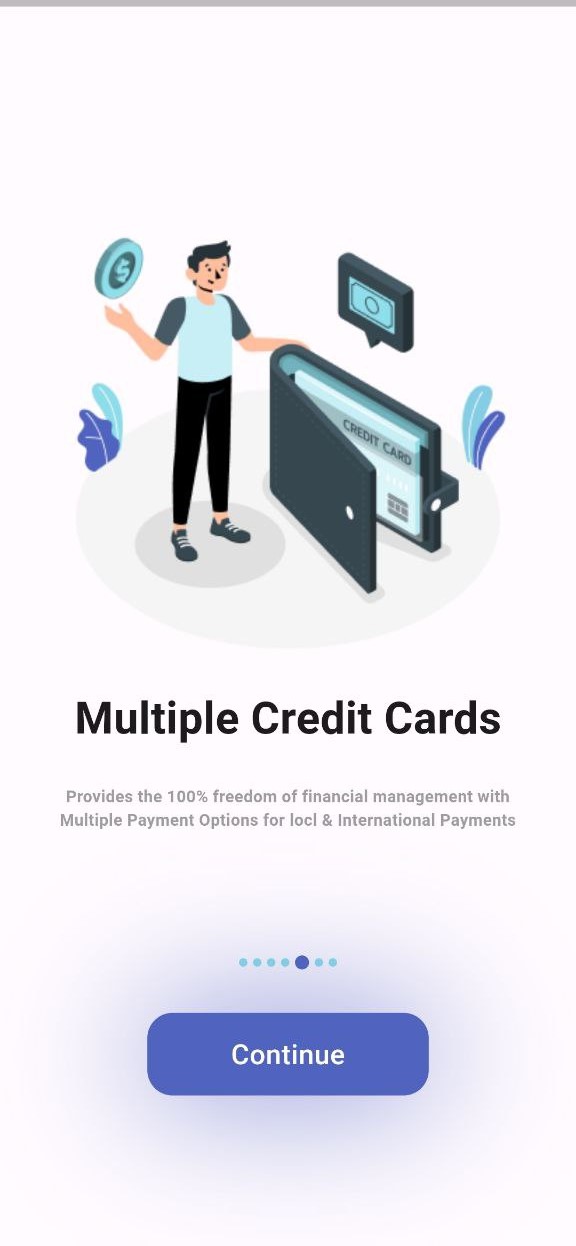 $
CREDIT CARD
Multiple Credit Cards
Provides the 100% freedom of financial management with
Multiple Payment Options for locl & International Payments
Continue